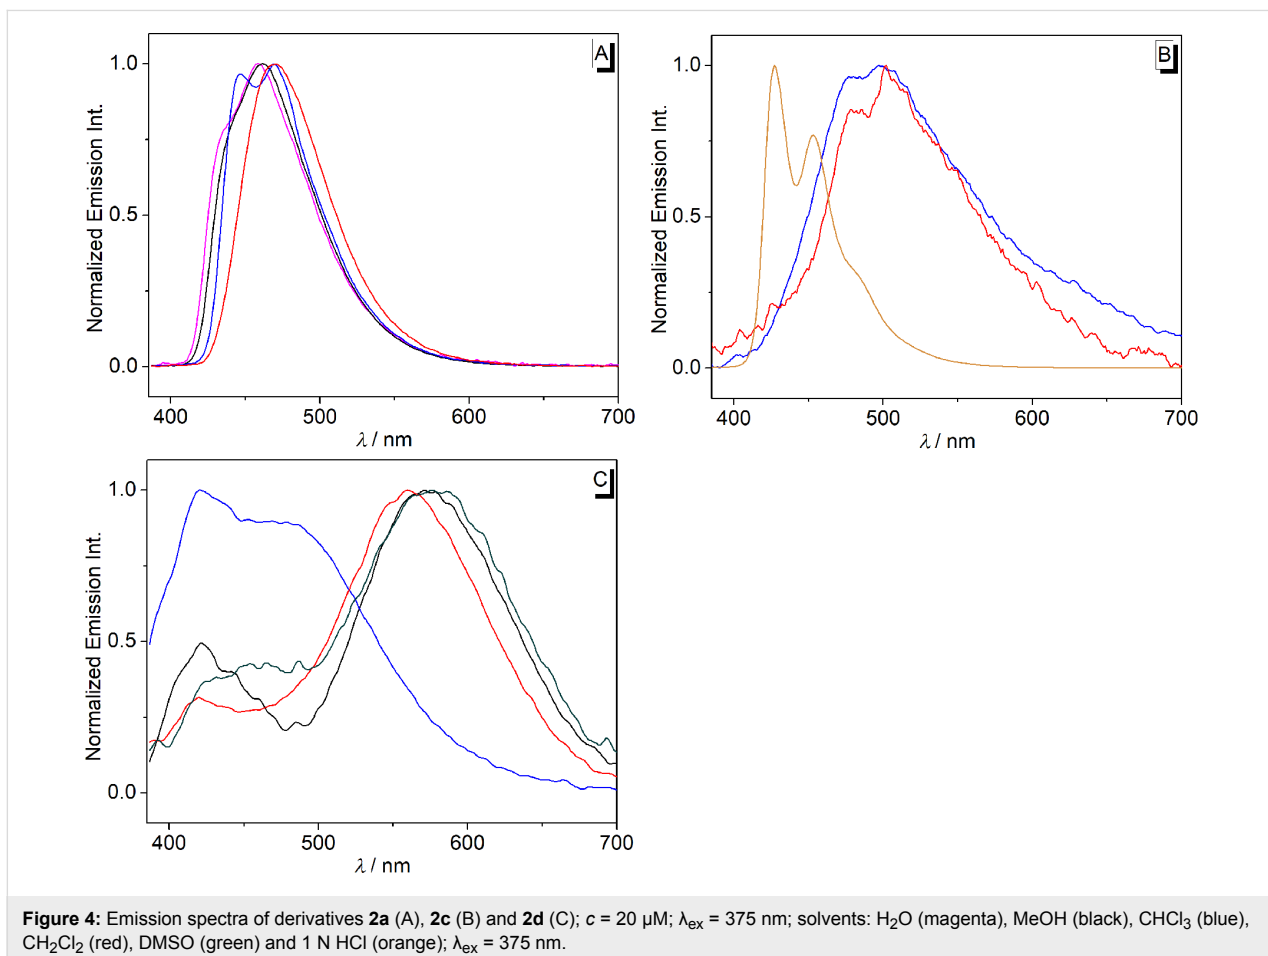 A
B
1.0
0.5
0.0
Normalized Emission Int.
400 500 600 700
λ / nm
1.0
0.5
0.0
Normalized Emission Int.
400 500 600 700
λ / nm
C
1.0
0.5
0.0
Normalized Emission Int.
400 500 600 700
λ / nm
Figure 4: Emission spectra of derivatives 2a (A), 2c (B) and 2d (C); c = 20 µM; λex = 375 nm; solvents: H2O (magenta), MeOH (black), CHCl3 (blue),
CH2Cl2 (red), DMSO (green) and 1 N HCl (orange); λex = 375 nm.